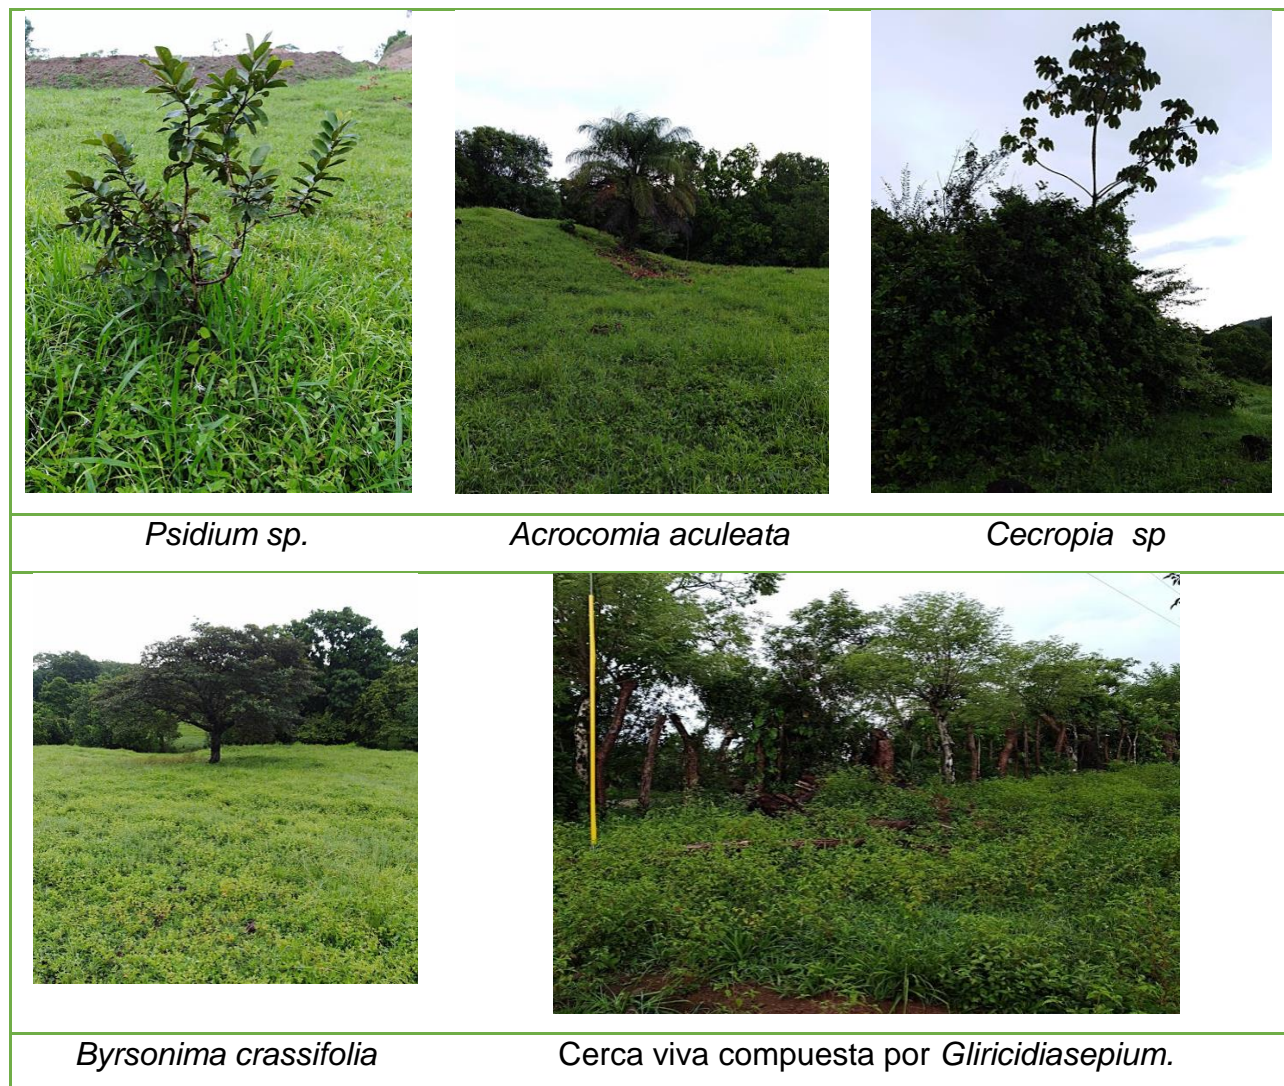 Psidium sp.
Acrocomia aculeata
Cecropia sp
Byrsonima crassifolia
Cerca viva compuesta por Gliricidiasepium.